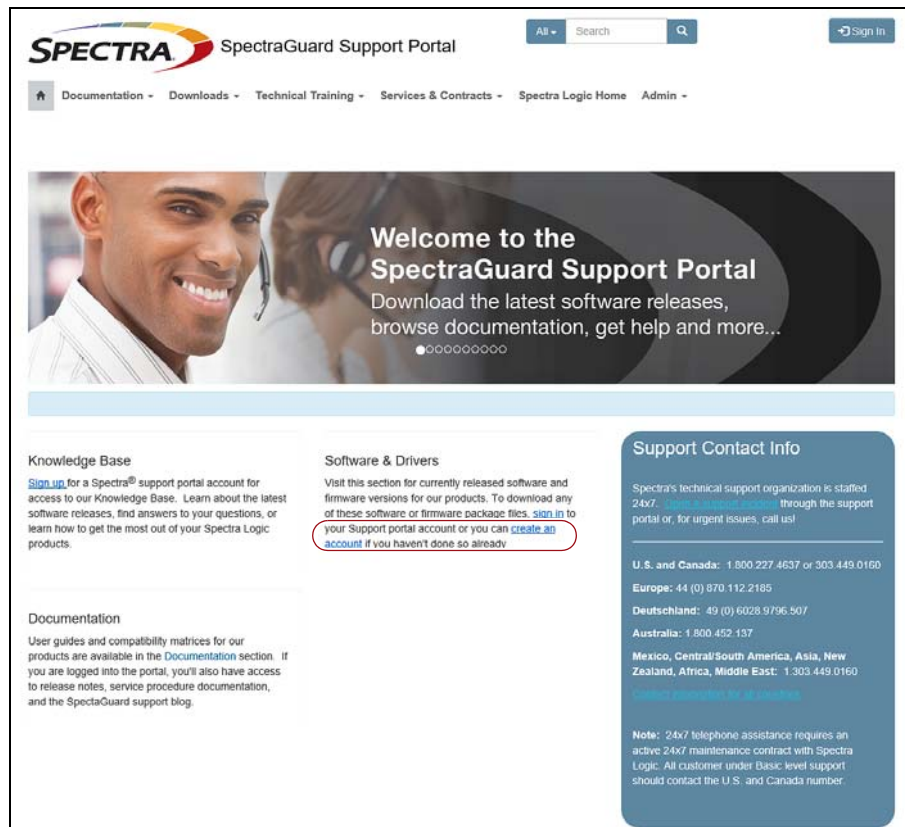 SPECTRA SpectraGuard Support Portal
All Search
Sign In
Documentation Downloads Technical Training Services & Contracts Spectra Logic Home Admin
Welcome to the
SpectraGuard Support Portal
Download the latest software releases,
browse documentation, get help and more...
Knowledge Base
Sign up for a Spectra® support portal account for
access to our Knowledge Base. Learn about the latest
software releases, find answers to your questions, or
learn how to get the most out of your Spectra Logic
products.
Software & Drivers
Visit this section for currently released software and
firmware versions for our products. To download any
of these software or firmware package files, sign in to
your Support portal account or you can create an
account if you haven't done so already
Documentation
User guides and compatibility matrices for our
products are available in the Documentation section. If
you are logged into the portal, you'll also have access
to release notes, service procedure documentation,
and the SpectaGuard support blog.
Support Contact Info
Spectra's technical support organization is staffed
24x7. Open a support incident through the support
portal or, for urgent issues, call us!
U.S. and Canada: 1.800.227.4637 or 303.449.0160
Europe: 44 (0) 870.112.2185
Deutschland: 49 (0) 6028.9796.507
Australia: 1.800.452.137
Mexico, Central/South America, Asia, New
Zealand, Africa, Middle East: 1.303.449.0160
Contact information for all countries
Note: 24x7 telephone assistance requires an
active 24x7 maintenance contract with Spectra
Logic. All customer under Basic level support
should contact the U.S. and Canada number.